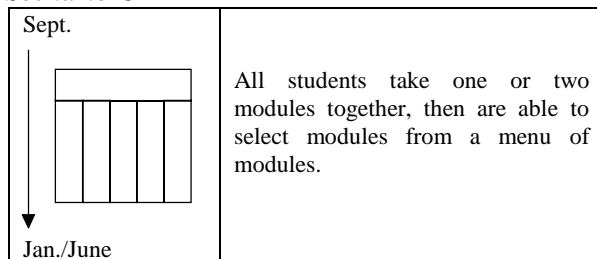 Sept.
All students take one or two
modules together, then are able to
select modules from a menu of
modules.
Jan./June